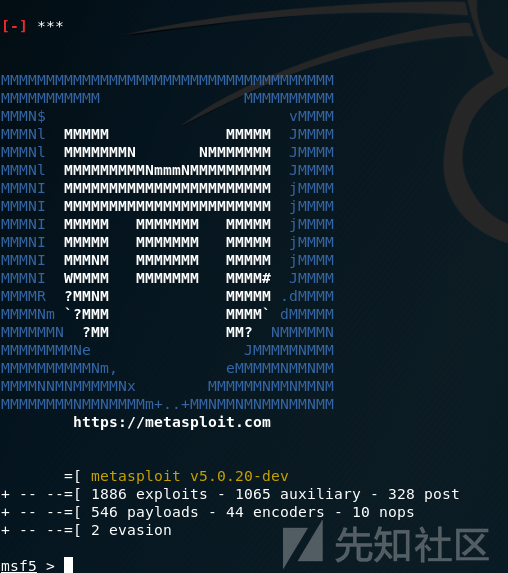 [-] ***
MMMMMMMMMMMMMMMMMMMMMMMMMMMMMMMMMMMMM
MMMMMMMMMMM                MMMMMMMMMM
MMMN$                           vMMMM
MMMNl  MMMMM             MMMMM  JMMMM
MMMNl  MMMMMMMN       NMMMMMMM  JMMMM
MMMNl  MMMMMMMMMNmmmNMMMMMMMMM  JMMMM
MMMNI  MMMMMMMMMMMMMMMMMMMMMMM  jMMMM
MMMNI  MMMMMMMMMMMMMMMMMMMMMMM  jMMMM
MMMNI  MMMMM   MMMMMMM   MMMMM  jMMMM
MMMNI  MMMMM   MMMMMMM   MMMMM  jMMMM
MMMNI  MMMNM   MMMMMMM   MMMMM  jMMMM
MMMNI  WMMMM   MMMMMMM   MMMM#  JMMMM
MMMMR  ?MMNM             MMMMM .dMMMM
MMMMNm `?MMM             MMMM` dMMMMM
MMMMMMN  ?MM             MM?  NMMMMMN
MMMMMMMMNe                 JMMMMMNMMM
MMMMMMMMMMNm,            eMMMMMNMMNMM
MMMMNNMNMMMMMNx        MMMMMMNMMNMMNM
MMMMMMMMNMMNMMMMm+..+MMNMMNMNMMNMMNMM
https://metasploit.com
=[ metasploit v5.0.20-dev
+ -- --=[ 1886 exploits - 1065 auxiliary - 328 post
+ -- --=[ 546 payloads - 44 encoders - 10 nops
+ -- --=[ 2 evasion
先知社区
msf5 >